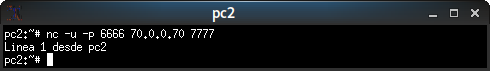 pc2
pc2:~# nc -u -p 6666 70.0.0.70 7777
Linea 1 desde pc2
pc2:~#